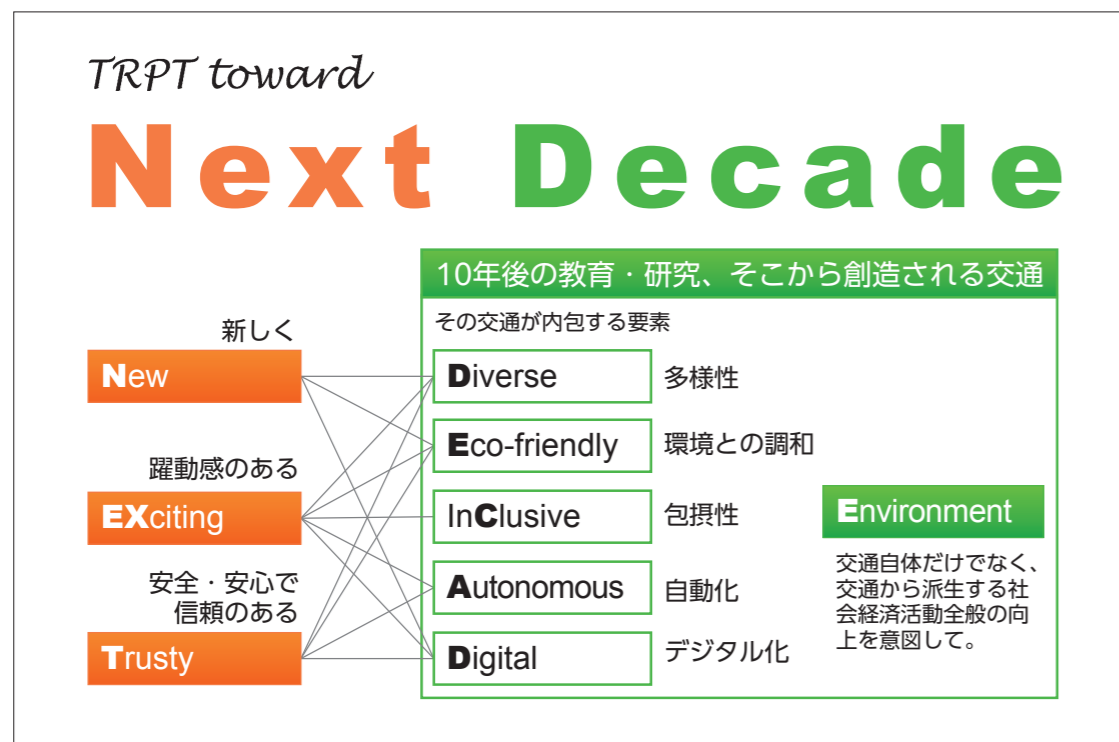 TRPT toward
Next Decade
10年後の教育・研究、そこから創造される交通
その交通が内包する要素
新しく
New
躍動感のある
EXciting
安全・安心で
信頼のある
Trusty
Diverse 多様性
Eco-friendly 環境との調和
InClusive 包摂性
Autonomous 自動化
Digital デジタル化
Environment
交通自体だけでなく、
交通から派生する社
会経済活動全般の向
上を意図して。